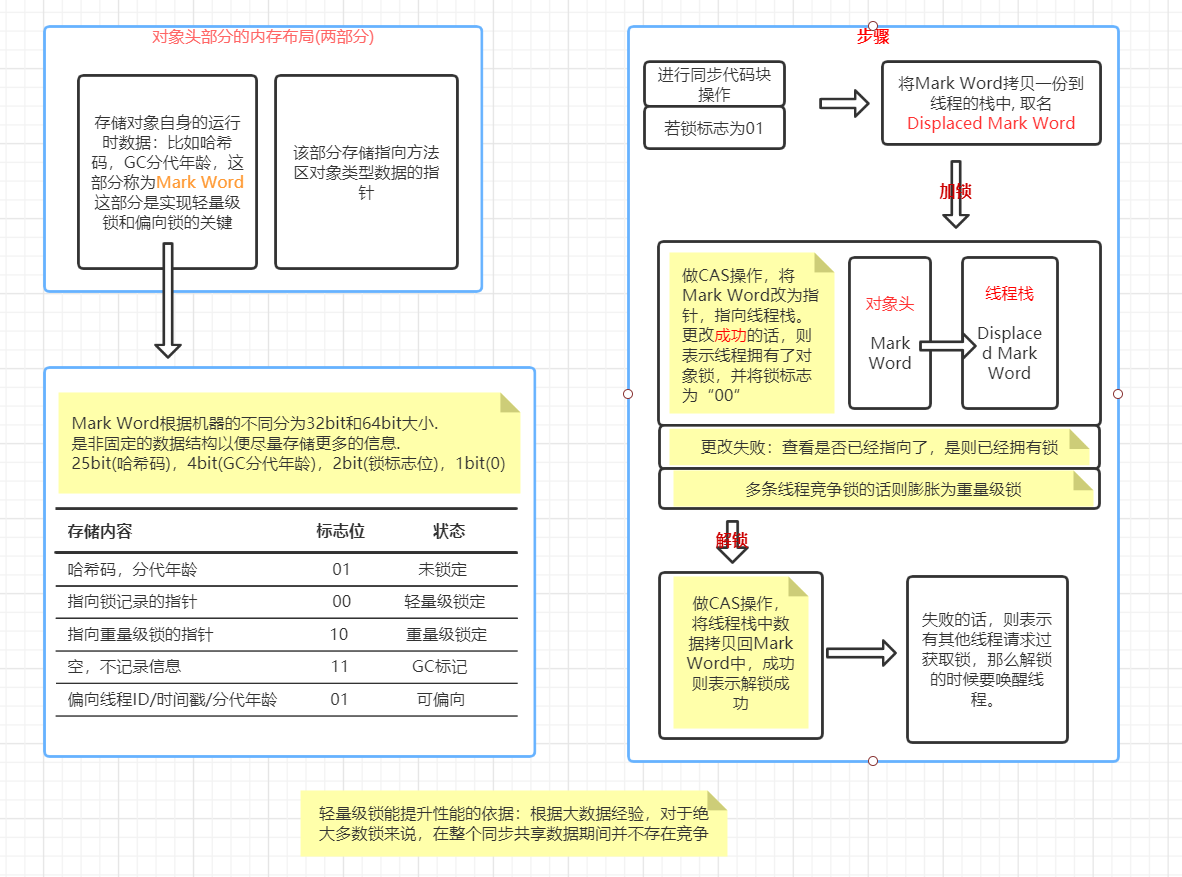 对象头部分的内存布局(两部分)
存储对象自身的运行
时数据：比如哈希
码，GC分代年龄，这
部分称为Mark Word
这部分是实现轻量级
锁和偏向锁的关键
该部分存储指向方法
区对象类型数据的指
针
Mark Word根据机器的不同分为32bit和64bit大小.
是非固定的数据结构以便尽量存储更多的信息.
25bit(哈希码)，4bit(GC分代年龄)，2bit(锁标志位)，1bit(0)
存储内容 标志位 状态
哈希码，分代年龄 01 未锁定
指向锁记录的指针 00 轻量级锁定
指向重量级锁的指针 10 重量级锁定
空，不记录信息 11 GC标记
偏向线程ID/时间戳/分代年龄 01 可偏向
步骤
进行同步代码块
操作
若锁标志为01
将Mark Word拷贝一份到
线程的栈中, 取名
Displaced Mark Word
加锁
做CAS操作，将
Mark Word改为指
针，指向线程栈。
更改成功的话，则
表示线程拥有了对
象锁，并将锁标志
为“00”
对象头
Mark
Word
线程栈
Displace
d Mark
Word
更改失败：查看是否已经指向了，是则已经拥有锁
多条线程竞争锁的话则膨胀为重量级锁
解锁
做CAS操作，
将线程栈中数
据拷贝回Mark
Word中，成功
则表示解锁成
功
失败的话，则表示
有其他线程请求过
获取锁，那么解锁
的时候要唤醒线
程。
轻量级锁能提升性能的依据：根据大数据经验，对于绝
大多数锁来说，在整个同步共享数据期间并不存在竞争